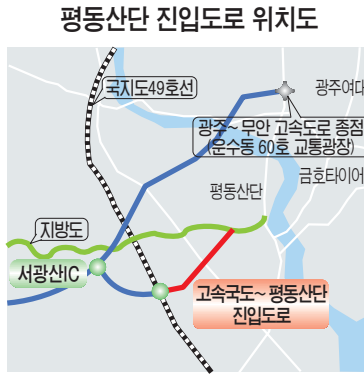 평동산단 진입도로 위치도
국지도49호선
광주여대
광주~무안 고속도로 종점
(운수동 60호 교통광장)
금호타이어
평동산단
지방도
서광산IC
고속국도~평동산단
진입도로